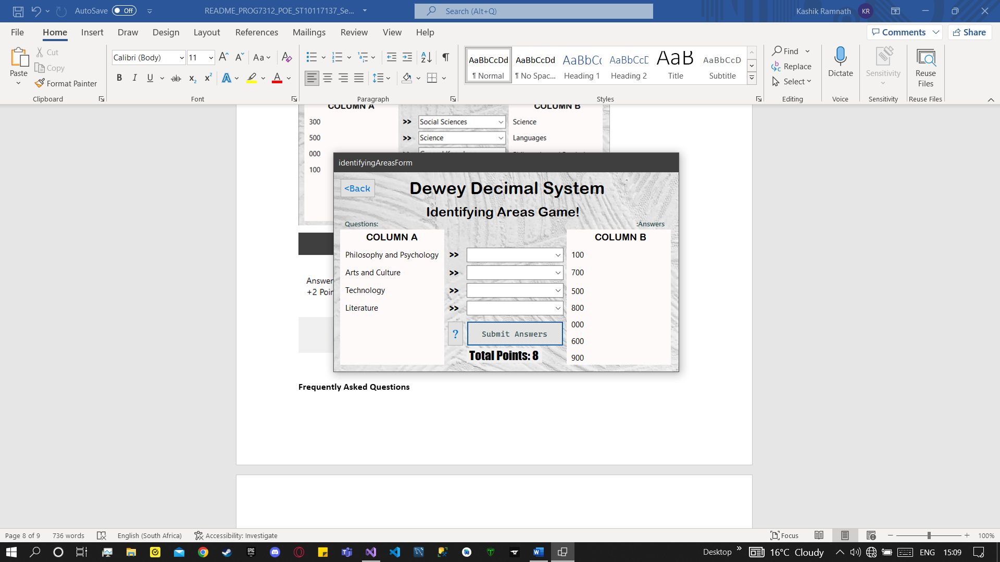 AutoSave Off
README_PROG7312_POE_ST10117137_Se...
Search (Alt+Q)
Kashik Ramnath KR
File Home Insert Draw Design Layout References Mailings Review View Help
Comments Share
Paste
Cut
Copy
Format Painter
Clipboard
Calibri (Body) 11
Font
Paragraph
AaBbCcDd AaBbCcDd AaBbCc AaBbCcD AaB AaBbCcD
¶ Normal ¶ No Spac... Heading 1 Heading 2 Title Subtitle
Styles
Find
Replace
Select
Editing
Dictate
Voice
Sensitivity
Sensitivity
Reuse
Files
Reuse Files
COLUMN A COLUMN B
300 >> Social Sciences Science
500 >> Science Languages
000
100
Answer
identifyingAreasForm
<Back
Dewey Decimal System
Identifying Areas Game!
Questions: :Answers
COLUMN A COLUMN B
Philosophy and Psychology >> 100
Arts and Culture >> 700
Technology >> 500
Literature >> 800
000
600
900
? Submit Answers
Total Points: 8
Frequently Asked Questions
Page 8 of 9 736 words English (South Africa) Accessibility: Investigate
Focus 100%
Desktop 16°C Cloudy ENG 15:09